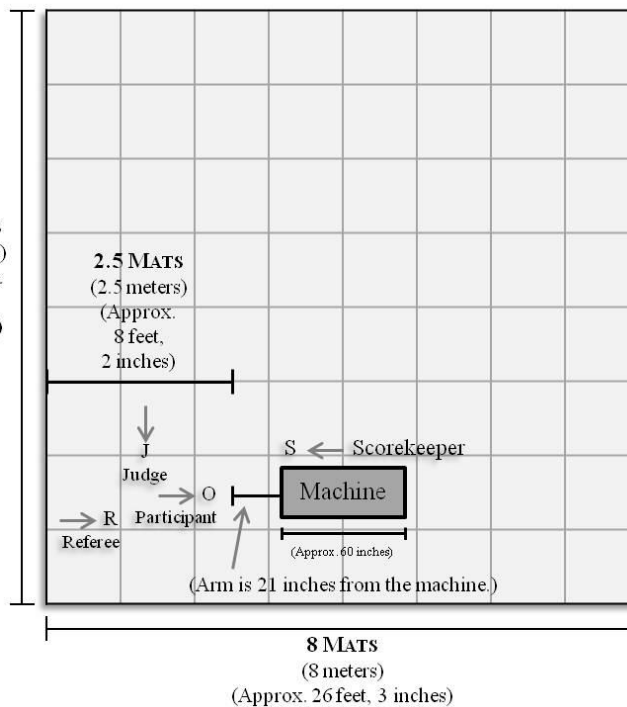 2.5 MATS
(2.5 meters)
(Approx.
8 feet,
2 inches)
J
Judge
S
Scorekeeper
O
Participant
Machine
R
Referee
(Approx. 60 inches)
(Arm is 21 inches from the machine.)
8 MATS
(8 meters)
(Approx. 26 feet, 3 inches)